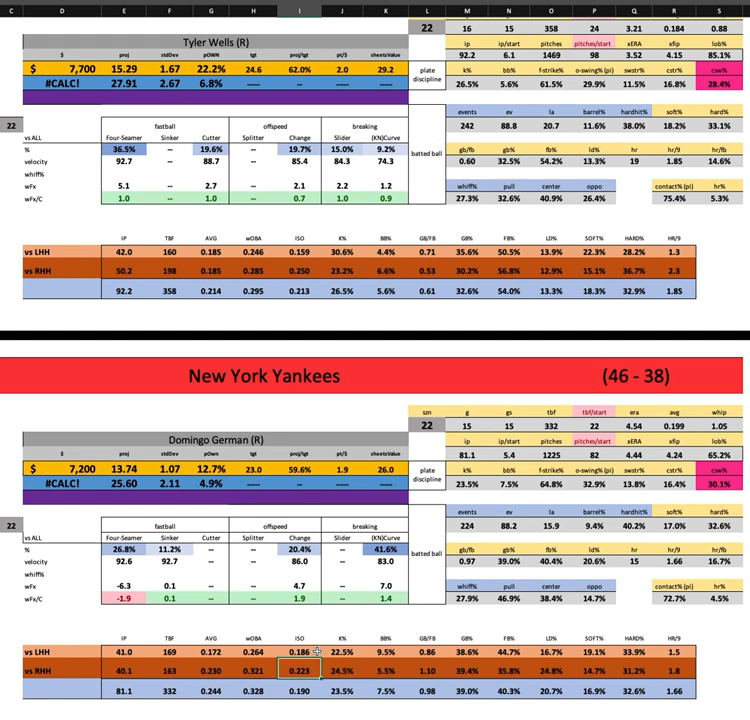 C D E F G H I J K L M N O P Q R S
22 16 15 358 24 3.21 0.184 0.88
Tyler Wells (R) ip ip/start pitches pitches/start xERA xfip lob%
92.2 6.1 1469 98 3.52 4.15 85.1%
$ proj stdDev pOWN tgt proj/tgt pt/$ sheetsValue
$ 7,700 15.29 1.67 22.2% 24.6 62.0% 2.0 29.2 plate discipline k% bb% f-strike% o-swing% (pi) swstr% cstr% csw%
#CALC! 27.91 2.67 6.8% ---- -- ---- 26.5% 5.6% 61.5% 29.9% 11.5% 16.8% 28.4%
events ev la barrel% hardhit% soft% hard%
22 fastball offspeed breaking 242 88.8 20.7 11.6% 38.0% 18.2% 33.1%
vs ALL Four-Seamer Sinker Cutter Splitter Change Slider (KN)Curve
% 36.5% -- 19.6% -- 19.7% 15.0% 9.2% batted ball gb/fb gb% fb% ld% hr hr/9 hr/fb
velocity 92.7 -- 88.7 -- 85.4 84.3 74.3 0.60 32.5% 54.2% 13.3% 19 1.85 14.6%
whiff%
wFx 5.1 -- 2.7 -- 2.1 2.2 1.2 whiff% pull center oppo contact% (pi) hr%
wFx/C 1.0 -- 1.0 -- 0.7 1.0 0.9 27.3% 32.6% 40.9% 26.4% 75.4% 5.3%
IP TBF AVG wOBA ISO K% BB% GB/FB GB% FB% LD% SOFT% HARD% HR/9
vs LHH 42.0 160 0.185 0.246 0.159 30.6% 4.4% 0.71 35.6% 50.5% 13.9% 22.3% 28.2% 1.3
vs RHH 50.2 198 0.185 0.285 0.250 23.2% 6.6% 0.53 30.2% 56.8% 12.9% 15.1% 36.7% 2.3
92.2 358 0.214 0.295 0.213 26.5% 5.6% 0.61 32.6% 54.0% 13.3% 18.3% 32.9% 1.85
New York Yankees (46 - 38)
szn g gs tbf tbf/start era avg whip
22 15 15 332 22 4.54 0.199 1.05
Domingo German (R) ip ip/start pitches pitches/start xERA xfip lob%
$ proj stdDev pOwn tgt proj/tgt pt/$ sheetsValue 81.1 5.4 1225 82 4.44 4.24 65.2%
$ 7,200 13.74 1.07 12.7% 23.0 59.6% 1.9 26.0 plate discipline k% bb% f-strike% o-swing% (pi) swstr% cstr% csw%
#CALC! 25.60 2.11 4.9% ---- ---- -- ---- 23.5% 7.5% 64.8% 32.9% 13.8% 16.4% 30.1%
events ev la barrel% hardhit% soft% hard%
22 fastball offspeed breaking 224 88.2 15.9 9.4% 40.2% 17.0% 32.6%
vs ALL Four-Seamer Sinker Cutter Splitter Change Slider (KN)Curve
% 26.8% 11.2% -- -- 20.4% -- 41.6% batted ball gb/fb gb% fb% ld% hr hr/9 hr/fb
velocity 92.6 92.7 -- -- 86.0 -- 83.0 0.97 39.0% 40.4% 20.6% 15 1.66 16.7%
whiff%
wFx -6.3 0.1 -- -- 4.7 -- 7.0 whiff% pull center oppo contact% (pi) hr%
wFx/C -1.9 0.1 -- -- 1.9 -- 1.4 27.9% 46.9% 38.4% 14.7% 72.7% 4.5%
IP TBF AVG wOBA ISO K% BB% GB/FB GB% FB% LD% SOFT% HARD% HR/9
vs LHH 41.0 169 0.172 0.264 0.186 22.5% 9.5% 0.86 38.6% 44.7% 16.7% 19.1% 33.9% 1.5
vs RHH 40.1 163 0.230 0.321 0.223 24.5% 5.5% 1.10 39.4% 35.8% 24.8% 14.7% 31.2% 1.8
81.1 332 0.244 0.328 0.190 23.5% 7.5% 0.98 39.0% 40.3% 20.7% 16.9% 32.6% 1.66